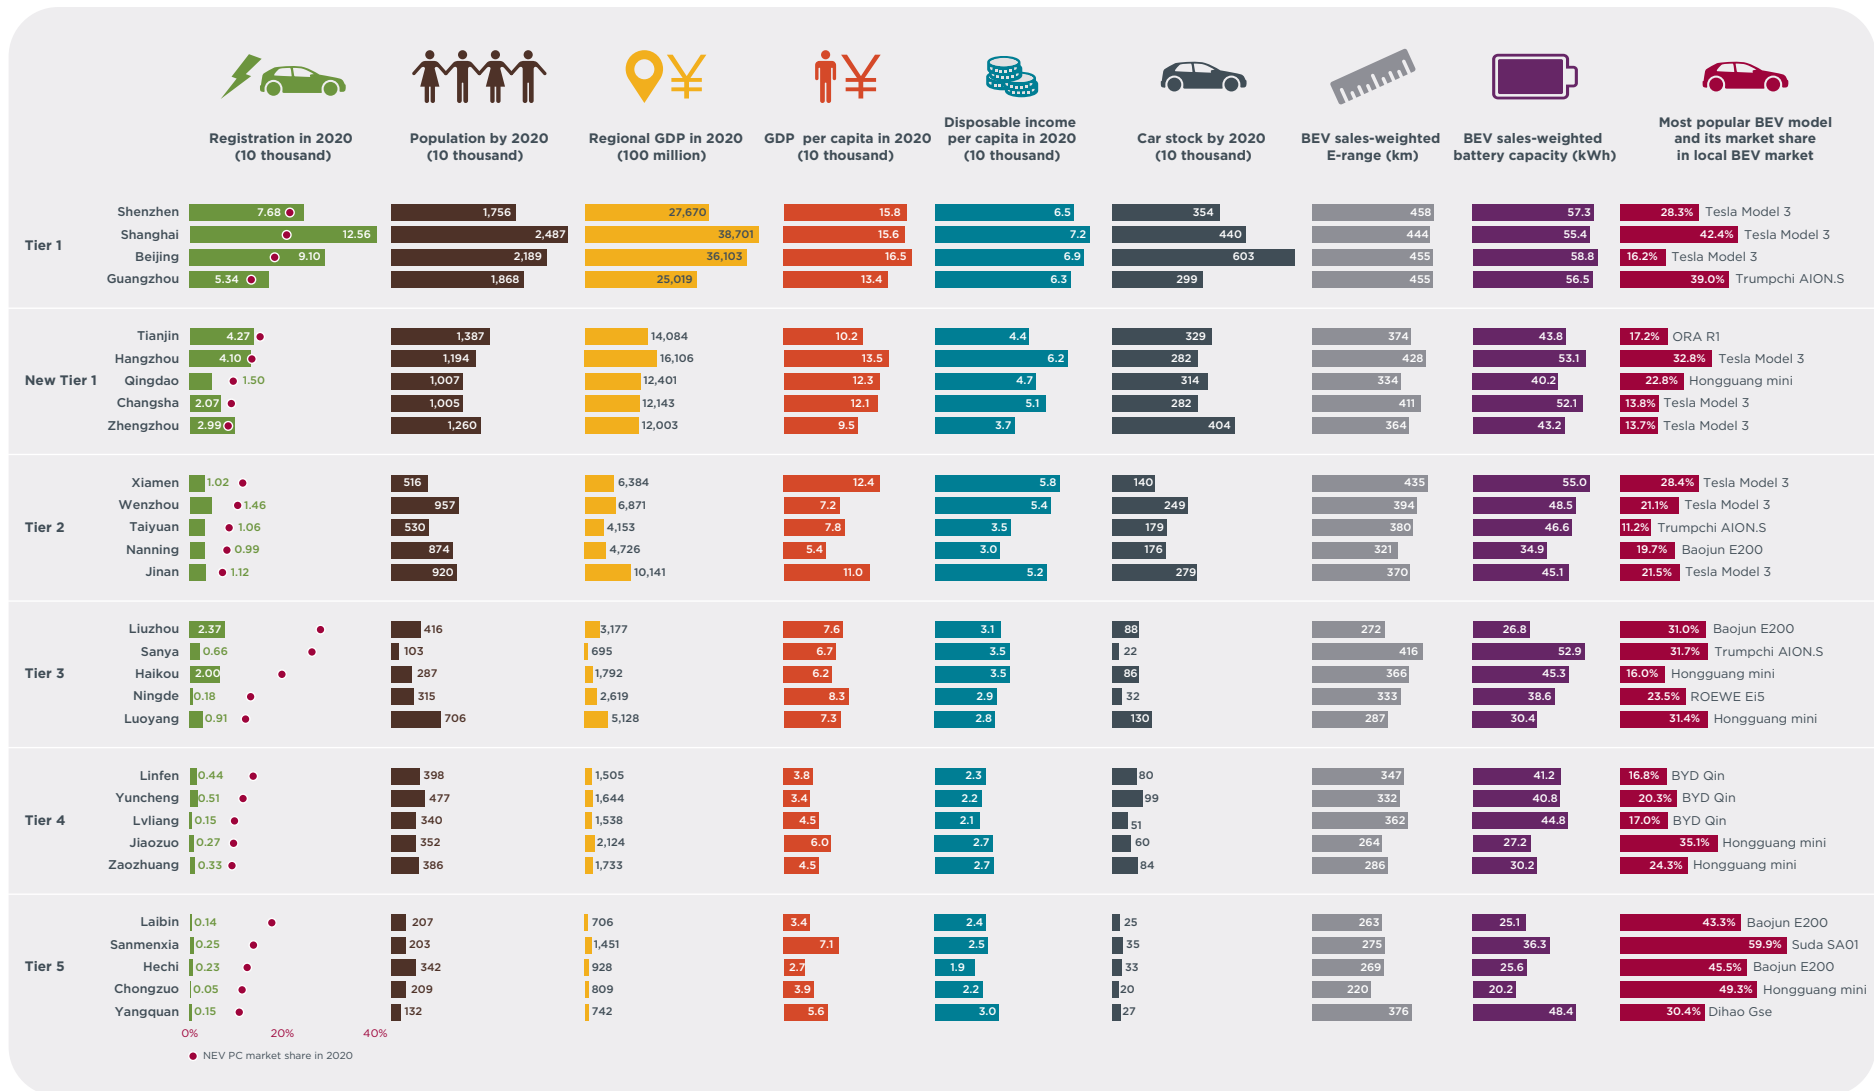 Registration in 2020
(10 thousand)
Population by 2020
(10 thousand)
Regional GDP in 2020
(100 million)
GDP per capita in 2020
(10 thousand)
Disposable income
per capita in 2020
(10 thousand)
Car stock by 2020
(10 thousand)
BEV sales-weighted
E-range (km)
BEV sales-weighted
battery capacity (kWh)
Most popular BEV model
and its market share
in local BEV market
Tier 1
Shenzhen 7.68 1,756 27,670 15.8 6.5 354 458 57.3 28.3% Tesla Model 3
Shanghai 12.56 2,487 38,701 15.6 7.2 440 444 55.4 42.4% Tesla Model 3
Beijing 9.10 2,189 36,103 16.5 6.9 603 455 58.8 16.2% Tesla Model 3
Guangzhou 5.34 1,868 25,019 13.4 6.3 299 455 56.5 39.0% Trumpchi AION.S
New Tier 1
Tianjin 4.27 1,387 14,084 10.2 4.4 329 374 43.8 17.2% ORA R1
Hangzhou 4.10 1,194 16,106 13.5 6.2 282 428 53.1 32.8% Tesla Model 3
Qingdao 1.50 1,007 12,401 12.3 4.7 314 334 40.2 22.8% Hongguang mini
Changsha 2.07 1,005 12,143 12.1 5.1 282 411 52.1 13.8% Tesla Model 3
Zhengzhou 2.99 1,260 12,003 9.5 3.7 404 364 43.2 13.7% Tesla Model 3
Tier 2
Xiamen 1.02 516 6,384 12.4 5.8 140 435 55.0 28.4% Tesla Model 3
Wenzhou 1.46 957 6,871 7.2 5.4 249 394 48.5 21.1% Tesla Model 3
Taiyuan 1.06 530 4,153 7.8 3.5 179 380 46.6 11.2% Trumpchi AION.S
Nanning 0.99 874 4,726 5.4 3.0 176 321 34.9 19.7% Baojun E200
Jinan 1.12 920 10,141 11.0 5.2 279 370 45.1 21.5% Tesla Model 3
Tier 3
Liuzhou 2.37 416 3,177 7.6 3.1 88 272 26.8 31.0% Baojun E200
Sanya 0.66 103 695 6.7 3.5 22 416 52.9 31.7% Trumpchi AION.S
Haikou 2.00 287 1,792 6.2 3.5 86 366 45.3 16.0% Hongguang mini
Ningde 0.18 315 2,619 8.3 2.9 32 333 38.6 23.5% ROEWE Ei5
Luoyang 0.91 706 5,128 7.3 2.8 130 287 30.4 31.4% Hongguang mini
Tier 4
Linfen 0.44 398 1,505 3.8 2.3 80 347 41.2 16.8% BYD Qin
Yuncheng 0.51 477 1,644 3.4 2.2 99 332 40.8 20.3% BYD Qin
Lvliang 0.15 340 1,538 4.5 2.1 51 362 44.8 17.0% BYD Qin
Jiaozuo 0.27 352 2,124 6.0 2.7 60 264 27.2 35.1% Hongguang mini
Zaozhuang 0.33 386 1,733 4.5 2.7 84 286 30.2 24.3% Hongguang mini
Tier 5
Laibin 0.14 207 706 3.4 2.4 25 263 25.1 43.3% Baojun E200
Sanmenxia 0.25 203 1,451 7.1 2.5 35 275 36.3 59.9% Suda SA01
Hechi 0.23 342 928 2.7 1.9 33 269 25.6 45.5% Baojun E200
Chongzuo 0.05 209 809 3.9 2.2 20 220 20.2 49.3% Hongguang mini
Yangquan 0.15 132 742 5.6 3.0 27 376 48.4 30.4% Dihao Gse
0% 20% 40%
NEV PC market share in 2020